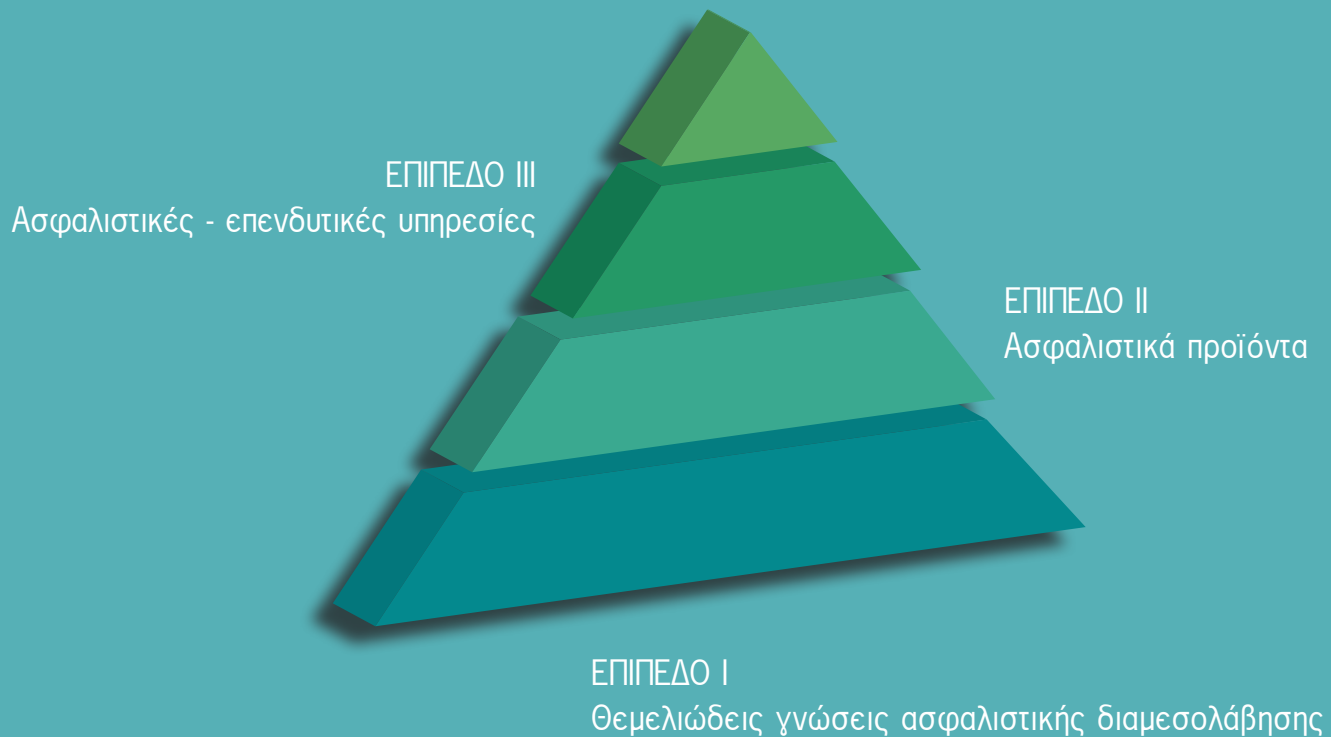 ΕΠΙΠΕΔΟ III
Ασφαλιστικές - επενδυτικές υπηρεσίες
ΕΠΙΠΕΔΟ II
Ασφαλιστικά προϊόντα
ΕΠΙΠΕΔΟ I
Θεμελιώδεις γνώσεις ασφαλιστικής διαμεσολάβησης